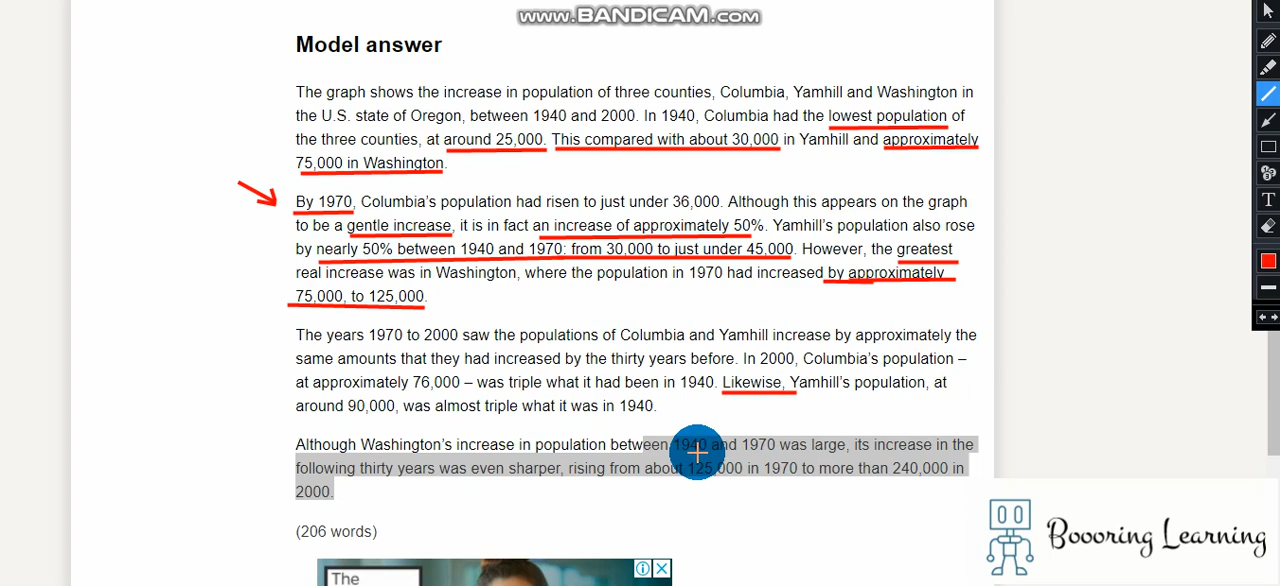 www.BANDICAM.com
Model answer
The graph shows the increase in population of three counties, Columbia, Yamhill and Washington in
the U.S. state of Oregon, between 1940 and 2000. In 1940, Columbia had the lowest population of
the three counties, at around 25,000. This compared with about 30,000 in Yamhill and approximately
75,000 in Washington.
By 1970, Columbia’s population had risen to just under 36,000. Although this appears on the graph
to be a gentle increase, it is in fact an increase of approximately 50%. Yamhill’s population also rose
by nearly 50% between 1940 and 1970, from 30,000 to just under 45,000. However, the greatest
real increase was in Washington, where the population in 1970 had increased by approximately
75,000, to 125,000.
The years 1970 to 2000 saw the populations of Columbia and Yamhill increase by approximately the
same amounts that they had increased by the thirty years before. In 2000, Columbia’s population –
at approximately 76,000 – was triple what it had been in 1940. Likewise, Yamhill’s population, at
around 90,000, was almost triple what it was in 1940.
Although Washington’s increase in population between 1940 and 1970 was large, its increase in the
following thirty years was even sharper, rising from about 125,000 in 1970 to more than 240,000 in
2000.
(206 words)
The
Boooring Learning
T